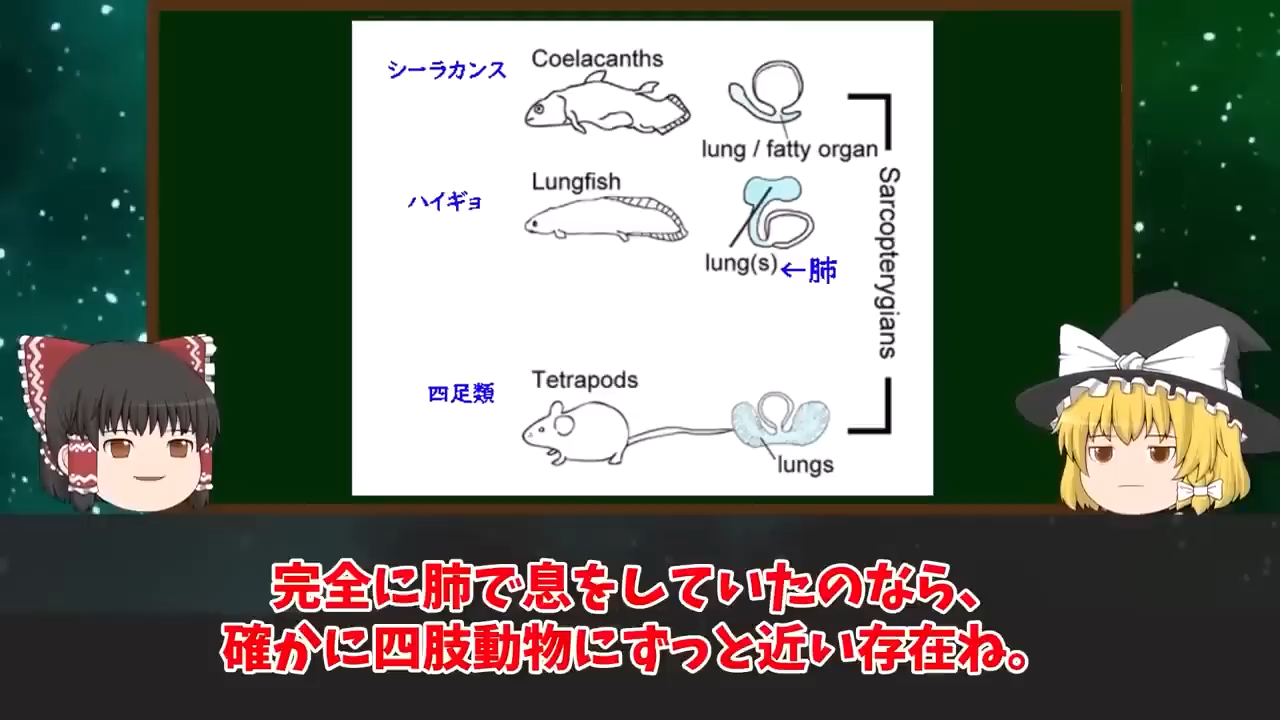 シーラカンス
Coelacanths
lung / fatty organ
ハイギョ
Lungfish
lung(s)
←肺
Sarcopterygians
四足類
Tetrapods
lungs
完全に肺で息をしていたのなら、
確かに四肢動物にずっと近い存在ね。